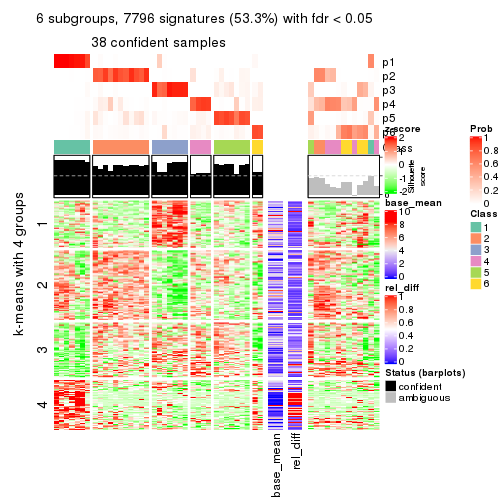 6 subgroups, 7796 signatures (53.3%) with fdr < 0.05
38 confident samples
p1
p2
p3
p4
p5
p6
Class
Silhouette
score
k-means with 4 groups
1
2
3
4
base_mean
rel_diff
z-score
2
1
0
-1
-2
base_mean
10
8
6
4
2
0
rel_diff
1
0.8
0.6
0.4
0.2
0
Status (barplots)
confident
ambiguous
Prob
1
0.8
0.6
0.4
0.2
0
Class
1
2
3
4
5
6